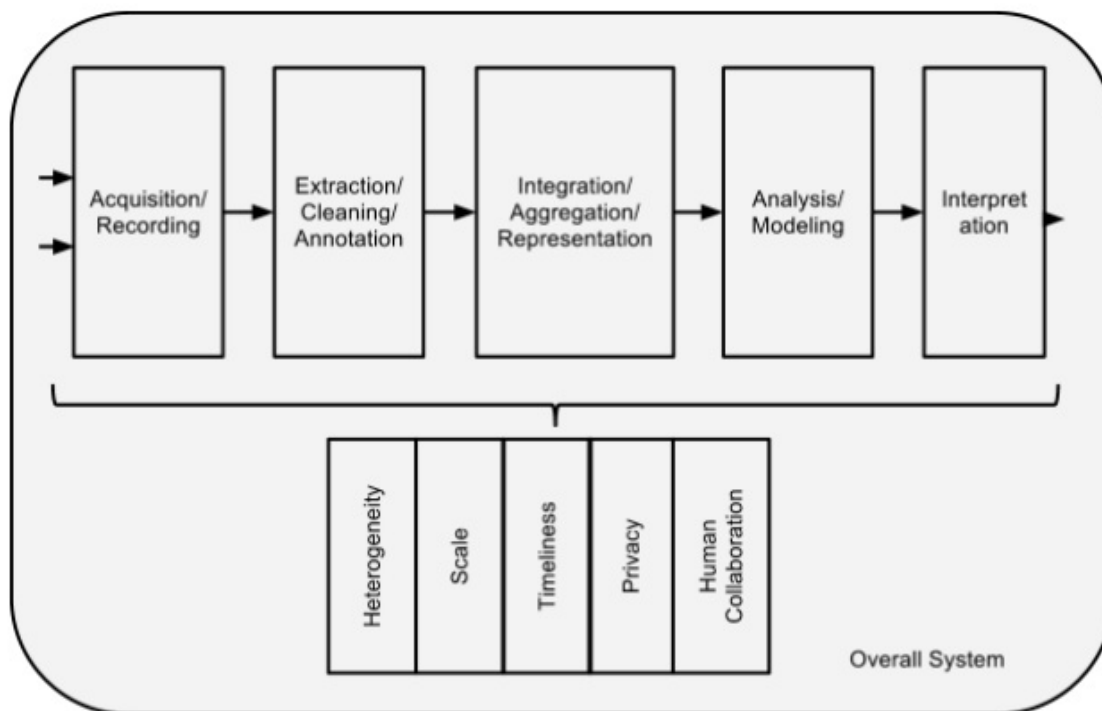 Acquisition/
Recording
Extraction/
Cleaning/
Annotation
Integration/
Aggregation/
Representation
Analysis/
Modeling
Interpret
ation
Heterogeneity
Scale
Timeliness
Privacy
Human
Collaboration
Overall System